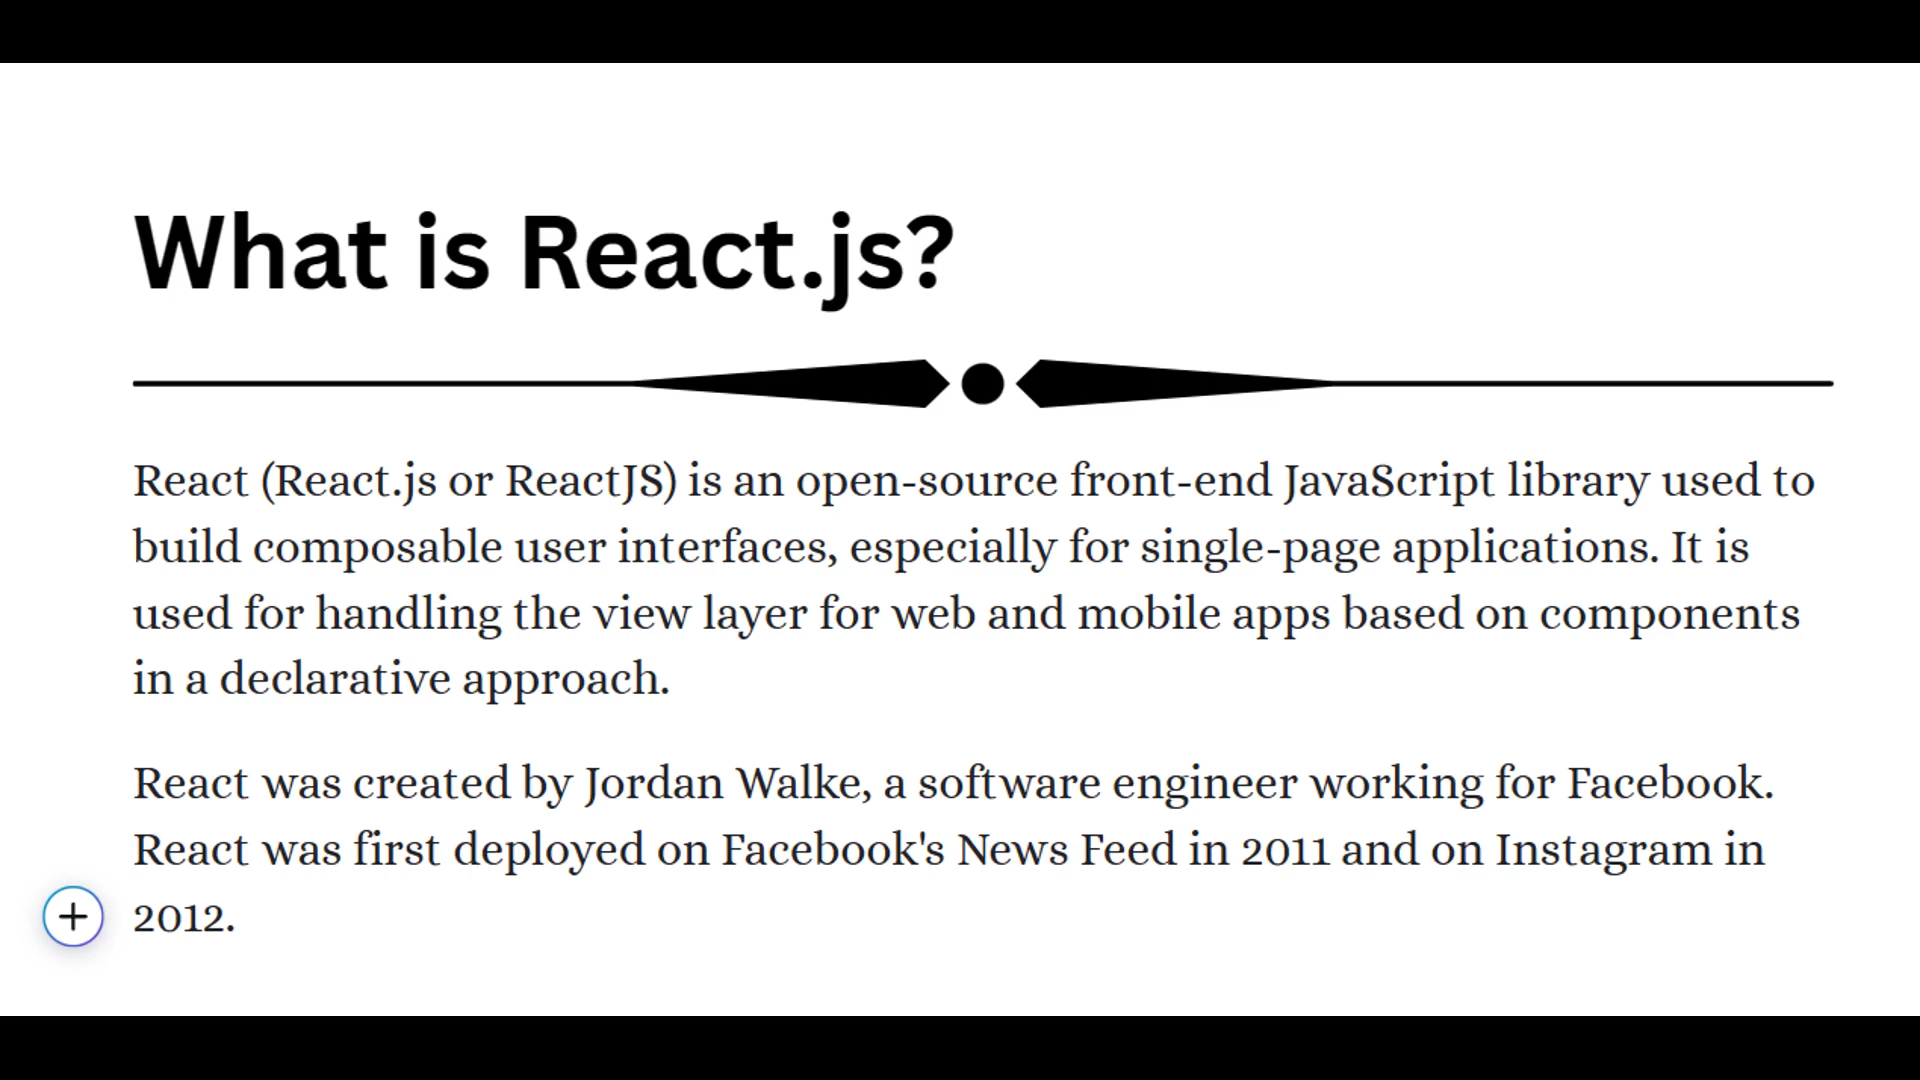 What is React.js?
React (React.js or ReactJS) is an open-source front-end JavaScript library used to
build composable user interfaces, especially for single-page applications. It is
used for handling the view layer for web and mobile apps based on components
in a declarative approach.
React was created by Jordan Walke, a software engineer working for Facebook.
React was first deployed on Facebook's News Feed in 2011 and on Instagram in
2012.